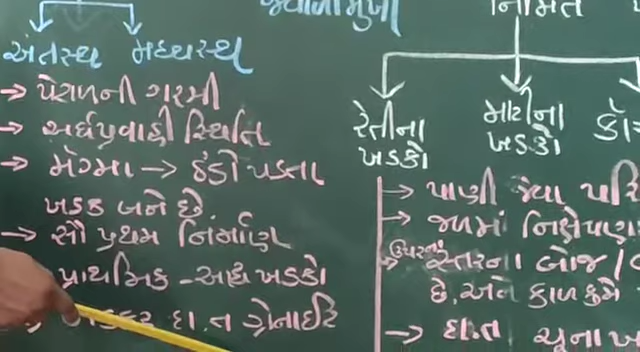 જ્વાળામુખી
નિર્મિત
અંતસ્થ મધ્યસ્થ
→ પેટાળની ગરમી
→ અર્ધપ્રવાહી સ્થિતિ
→ મેગ્મા → ઠંડો પડતા
ખડક બને છે.
→ સૌ પ્રથમ નિર્માણ
પ્રાથમિક - આદ્ય ખડકો
દા.ત ગ્રેનાઈટ
રેતીના ખડકો
માટીના ખડકો
→ પાણી જેવા
→ જળમાં નિક્ષેપણ
→ ઉપરના સ્તરના બોજ /
છે. અને કાળક્રમે
→ દા.ત ચૂના